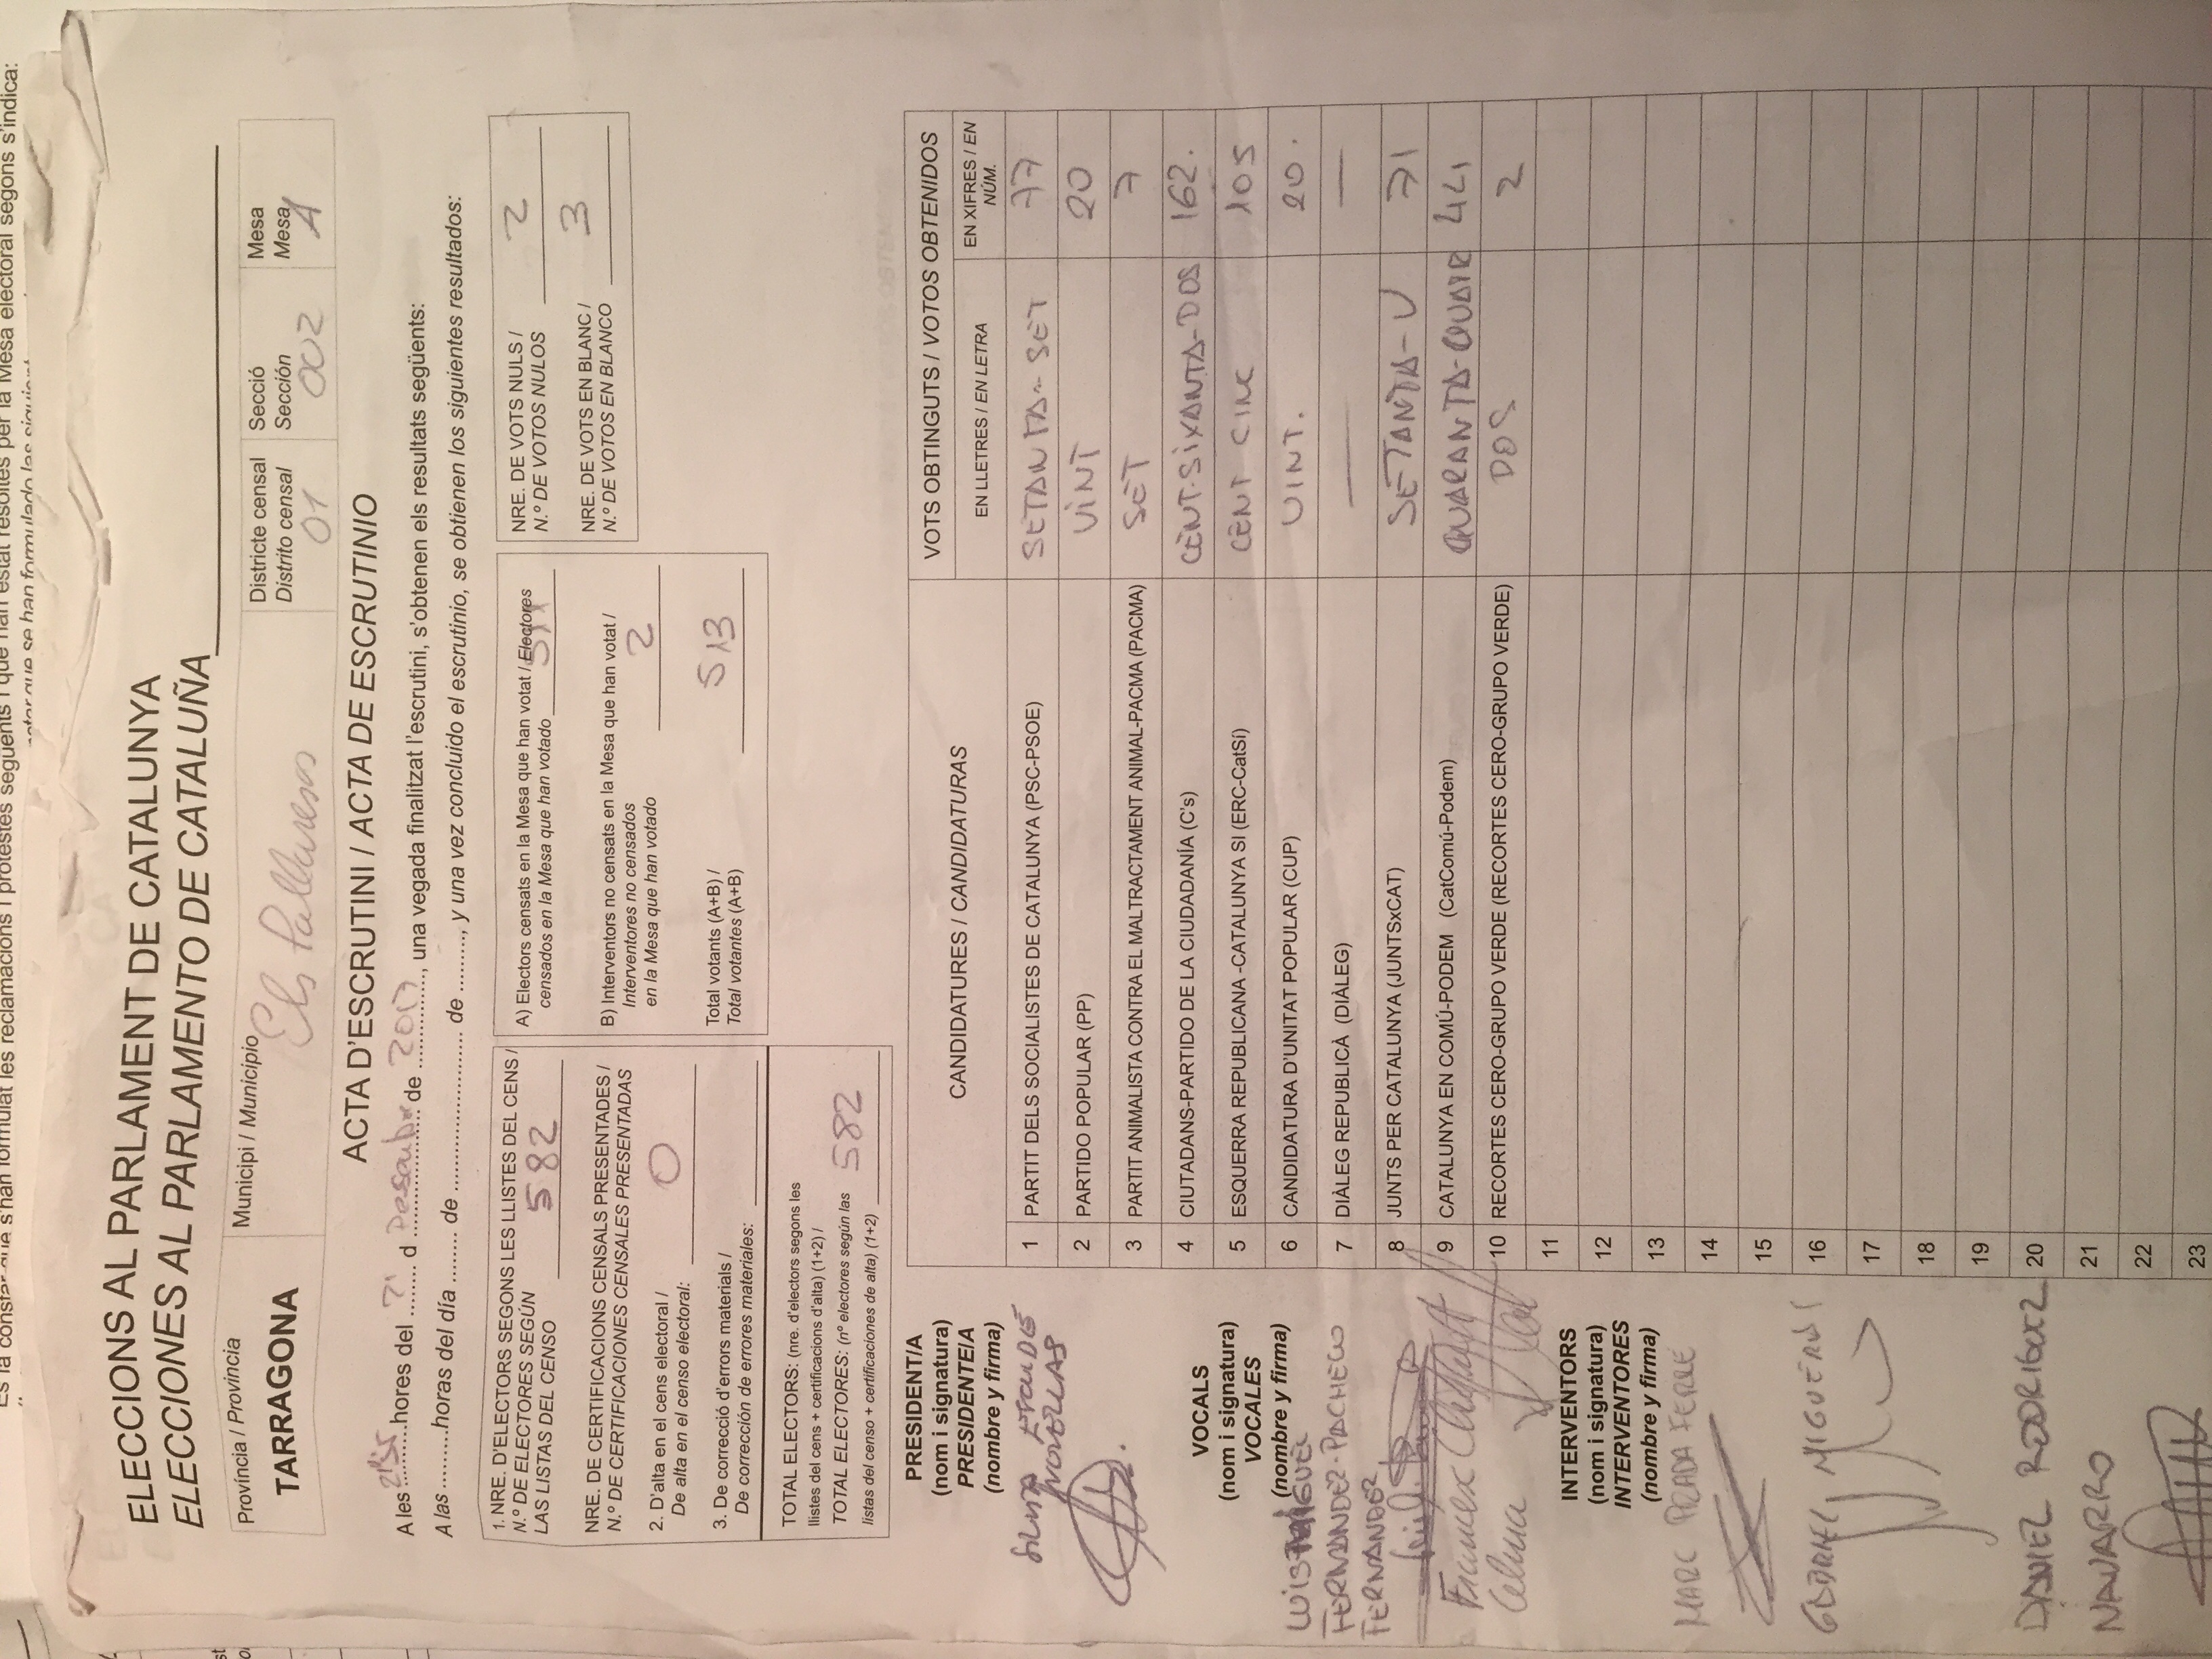 Es fa constar que s'han formulat les reclamacions i protestes següents i que han estat resoltes per la Mesa electoral segons s'indica:
que se han formulado las
ELECCIONS AL PARLAMENT DE CATALUNYA
ELECCIONES AL PARLAMENTO DE CATALUÑA
Província / Provincia
TARRAGONA
Municipi / Municipio
Els Pallaresos
Districte censal
Distrito censal
01
Secció
Sección
002
Mesa
Mesa
A
ACTA D'ESCRUTINI / ACTA DE ESCRUTINIO
A les hores del d de 2017, una vegada finalitzat l'escrutini, s'obtenen els resultats següents:
A las .........horas del día ........ de ......................... de ........., y una vez concluido el escrutinio, se obtienen los siguientes resultados:
1. NRE. D'ELECTORS SEGONS LES LLISTES DEL CENS /
N.º DE ELECTORES SEGÚN
LAS LISTAS DEL CENSO 582
NRE. DE CERTIFICACIONS CENSALS PRESENTADES /
N.º DE CERTIFICACIONES CENSALES PRESENTADAS
2. D'alta en el cens electoral /
De alta en el censo electoral: 0
3. De correcció d'errors materials /
De corrección de errores materiales:
TOTAL ELECTORS: (nre. d'electors segons les
llistes del cens + certificacions d'alta) (1+2) /
TOTAL ELECTORES: (nº electores según las 582
listas del censo + certificaciones de alta) (1+2)
A) Electors censats en la Mesa que han votat / Electores
censados en la Mesa que han votado 511
B) Interventors no censats en la Mesa que han votat /
Interventores no censados
en la Mesa que han votado 2
Total votants (A+B) /
Total votantes (A+B) 513
NRE. DE VOTS NULS /
N.º DE VOTOS NULOS 2
NRE. DE VOTS EN BLANC /
N.º DE VOTOS EN BLANCO 3
PRESIDENT/A
(nom i signatura)
PRESIDENTE/A
(nombre y firma)
SILVIA ESCUDÉ
NOVELLAS
VOCALS
(nom i signatura)
VOCALES
(nombre y firma)
LUIS MIGUEL
FERNANDEZ-PACHECO
FERNANDEZ
Francesc
Celma
INTERVENTORS
(nom i signatura)
INTERVENTORES
(nombre y firma)
MARC PRADA FERRE
GABRIEL
DANIEL RODRIGUEZ
NAVARRO
CANDIDATURES / CANDIDATURAS
VOTS OBTINGUTS / VOTOS OBTENIDOS
EN LLETRES / EN LETRA
EN XIFRES / EN
NÚM.
1 PARTIT DELS SOCIALISTES DE CATALUNYA (PSC-PSOE) SETANTA-SET 77
2 PARTIDO POPULAR (PP) VINT 20
3 PARTIT ANIMALISTA CONTRA EL MALTRACTAMENT ANIMAL-PACMA (PACMA) SET 7
4 CIUTADANS-PARTIDO DE LA CIUDADANÍA (C's) CENT-SIXANTA-DOS 162.
5 ESQUERRA REPUBLICANA -CATALUNYA SI (ERC-CatSí) CENT CINC 105
6 CANDIDATURA D'UNITAT POPULAR (CUP) VINT. 20.
7 DIÀLEG REPUBLICÀ (DIÀLEG) — —
8 JUNTS PER CATALUNYA (JUNTSxCAT) SETANTA-U 71
9 CATALUNYA EN COMÚ-PODEM (CatComú-Podem) QUARANTA-QUATR 44
10 RECORTES CERO-GRUPO VERDE (RECORTES CERO-GRUPO VERDE) DOS 2
11
12
13
14
15
16
17
18
19
20
21
22
23